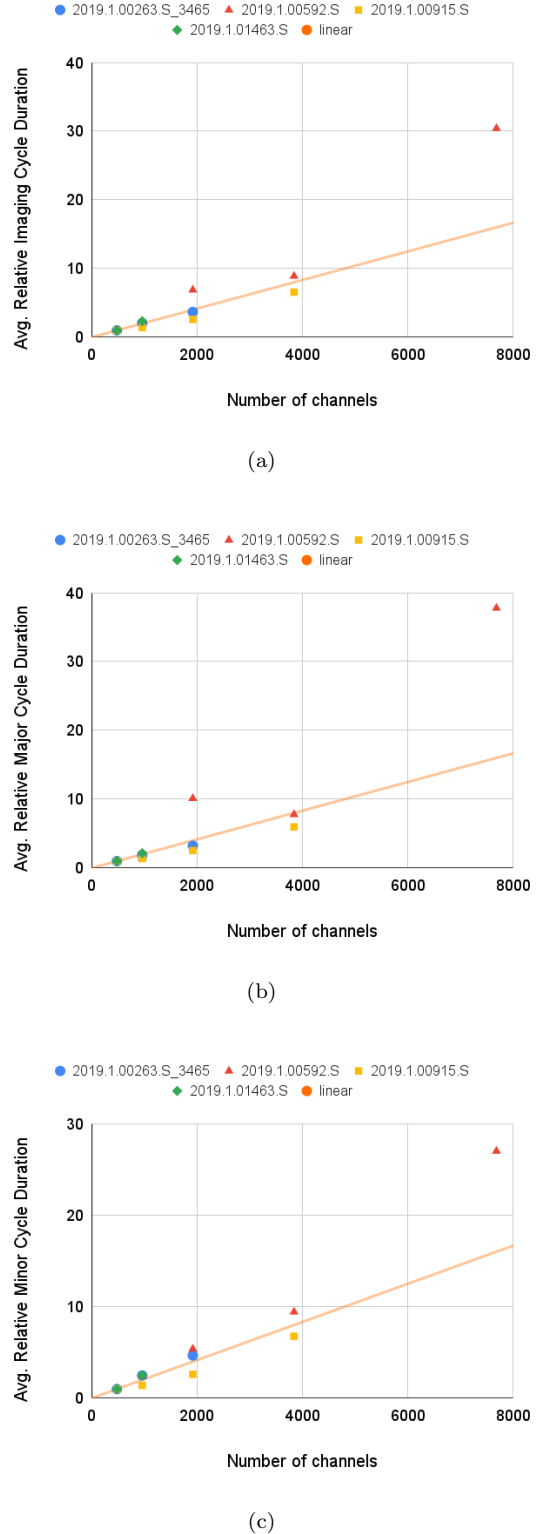 2019.1.00263.S_3465 2019.1.00592.S 2019.1.00915.S
2019.1.01463.S linear
Avg. Relative Imaging Cycle Duration
40
30
20
10
0
0 2000 4000 6000 8000
Number of channels
(a)
2019.1.00263.S_3465 2019.1.00592.S 2019.1.00915.S
2019.1.01463.S linear
Avg. Relative Major Cycle Duration
40
30
20
10
0
0 2000 4000 6000 8000
Number of channels
(b)
2019.1.00263.S_3465 2019.1.00592.S 2019.1.00915.S
2019.1.01463.S linear
Avg. Relative Minor Cycle Duration
30
20
10
0
0 2000 4000 6000 8000
Number of channels
(c)